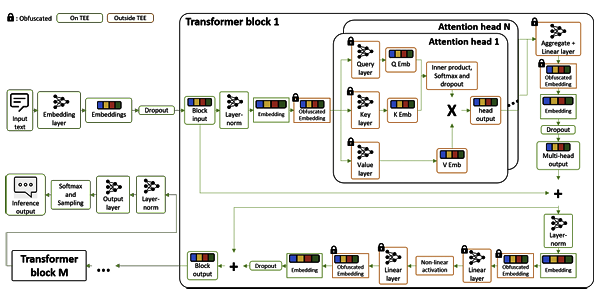 : Obfuscated
On TEE
Outside TEE
Transformer block 1
Attention head N
Attention head 1
Query
layer
Q Emb
Inner product,
Softmax and
dropout
Aggregate +
Linear layer
Obfuscated
Embedding
Input
text
Embedding
layer
Embeddings
Dropout
Block
input
Layer-
norm
Embedding
Obfuscated
Embedding
Key
layer
K Emb
X
head
output
...
Embedding
Dropout
Value
layer
V Emb
Multi-head
output
+
Inference
output
Softmax
and
Sampling
Output
layer
Layer-
norm
Layer-
norm
Transformer
block M
...
Block
output
+
Dropout
Embedding
Obfuscated
Embedding
Linear
layer
Non-linear
activation
Linear
layer
Obfuscated
Embedding
Embedding